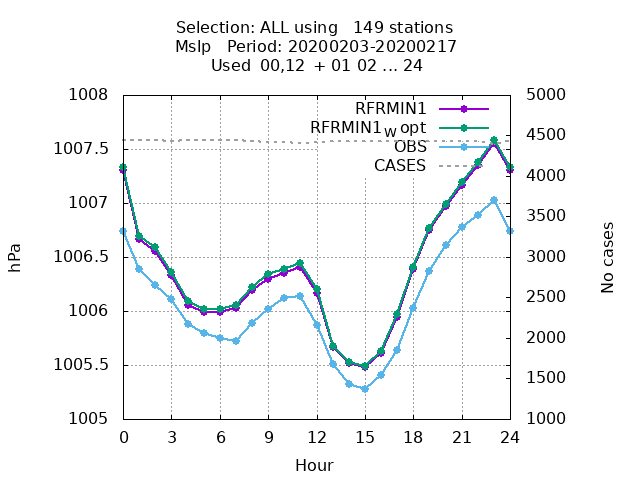 Selection: ALL using   149 stations
Mslp   Period: 20200203-20200217
Used  00,12  + 01 02 ... 24
RFRMIN1
RFRMIN1w opt
OBS
CASES
1008
1007.5
1007
1006.5
1006
1005.5
1005
hPa
5000
4500
4000
3500
3000
2500
2000
1500
1000
No cases
0 3 6 9 12 15 18 21 24
Hour